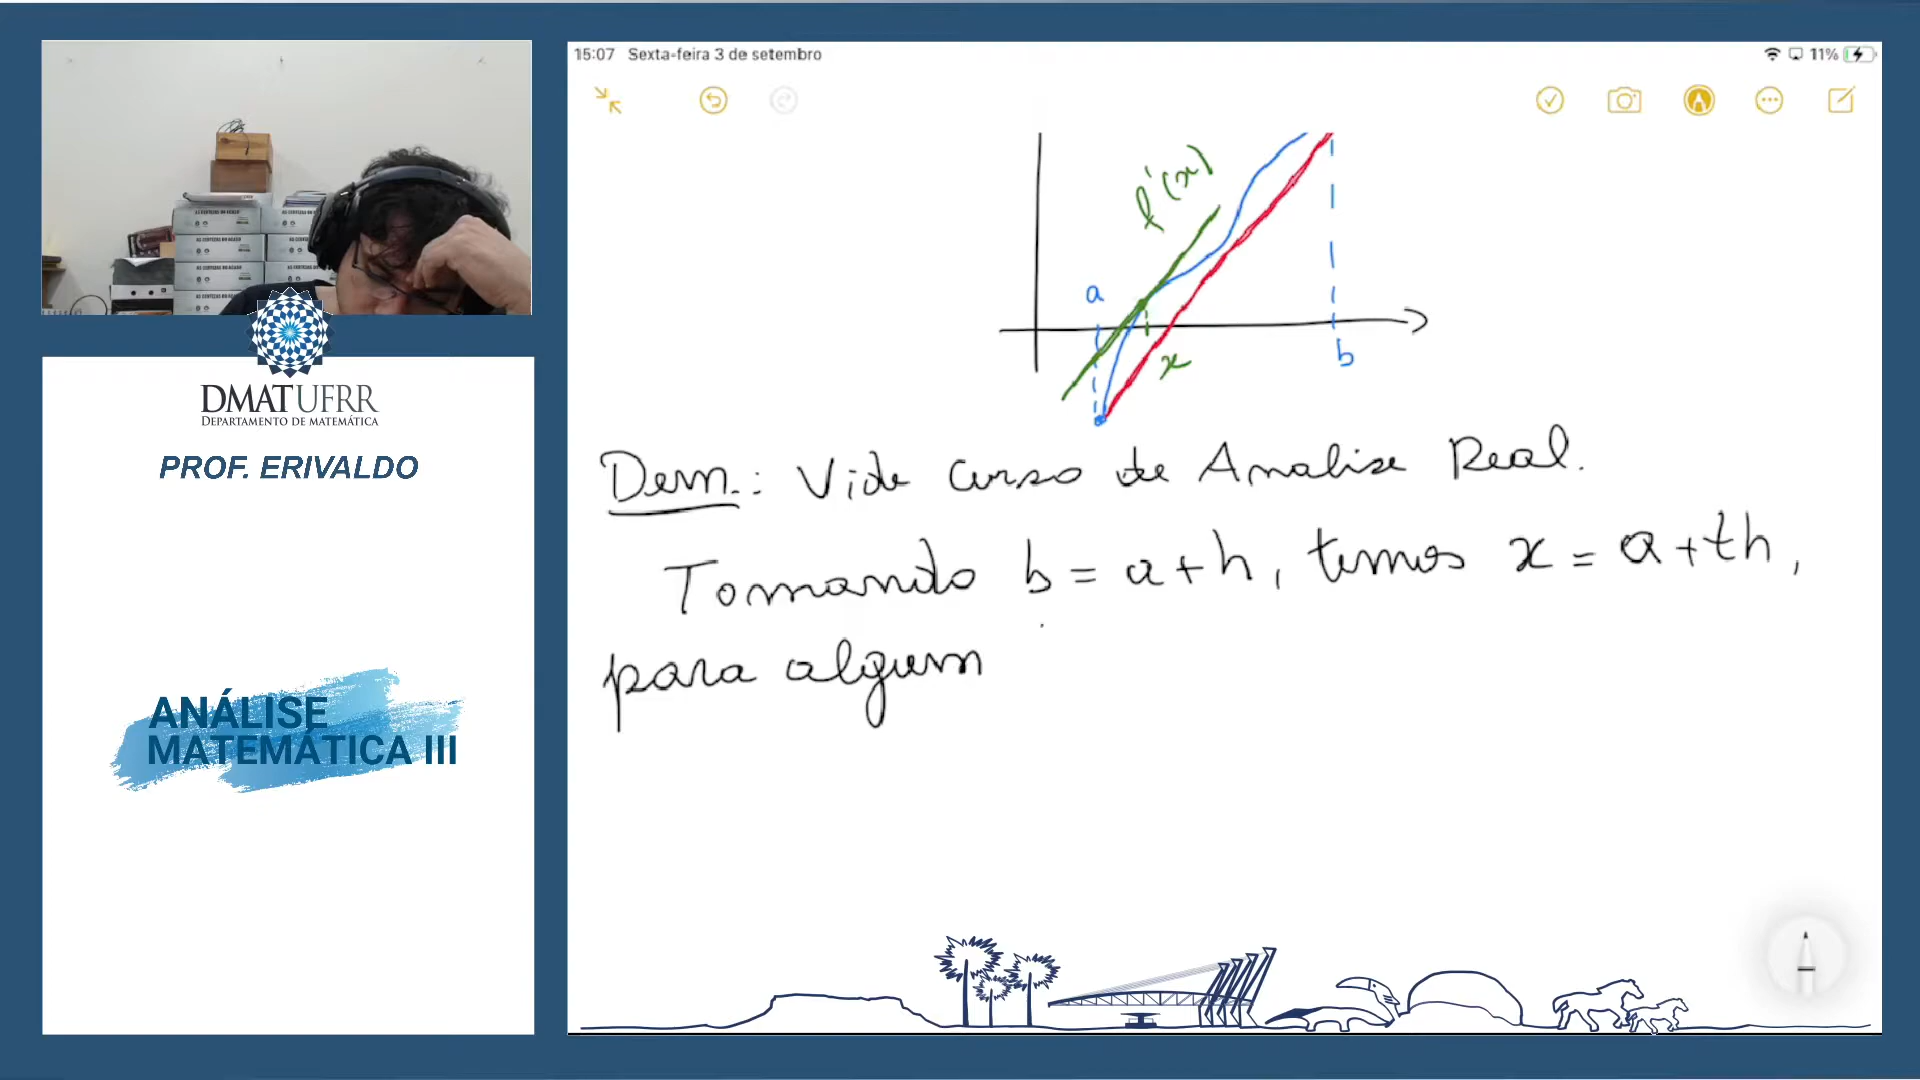 15:07 Sexta-feira 3 de setembro
11%
f'(x)
a
x
b
DMATUFRR
DEPARTAMENTO DE MATEMÁTICA
PROF. ERIVALDO
ANÁLISE
MATEMÁTICA III
Dem.: Vide Curso de Analise Real.
Tomando b = a + h, temos x = a + th,
para algum